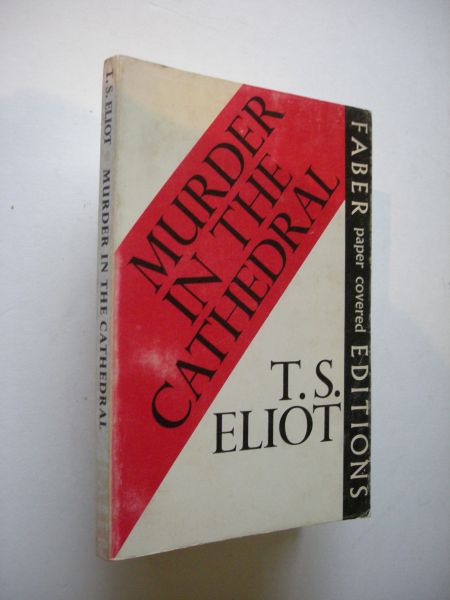 T.S. ELIOT · MURDER IN THE CATHEDRAL
MURDER
IN THE
CATHEDRAL
T. S.
ELIOT
FABER paper covered EDITIONS